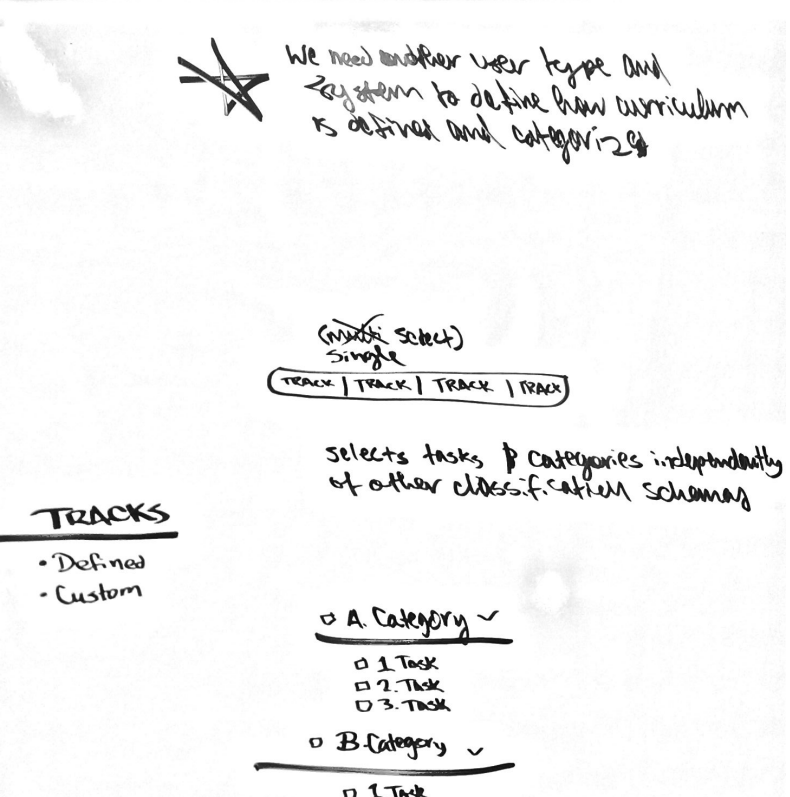 We need another user type and
system to define how curriculum
is defined and categorized
(multi select)
single
TRACK | TRACK | TRACK | TRACK
selects tasks & categories independently
of other classification schemas
TRACKS
• Defined
• Custom
A. Category
1 Task
2. Task
3. Task
B. Category
1 Task